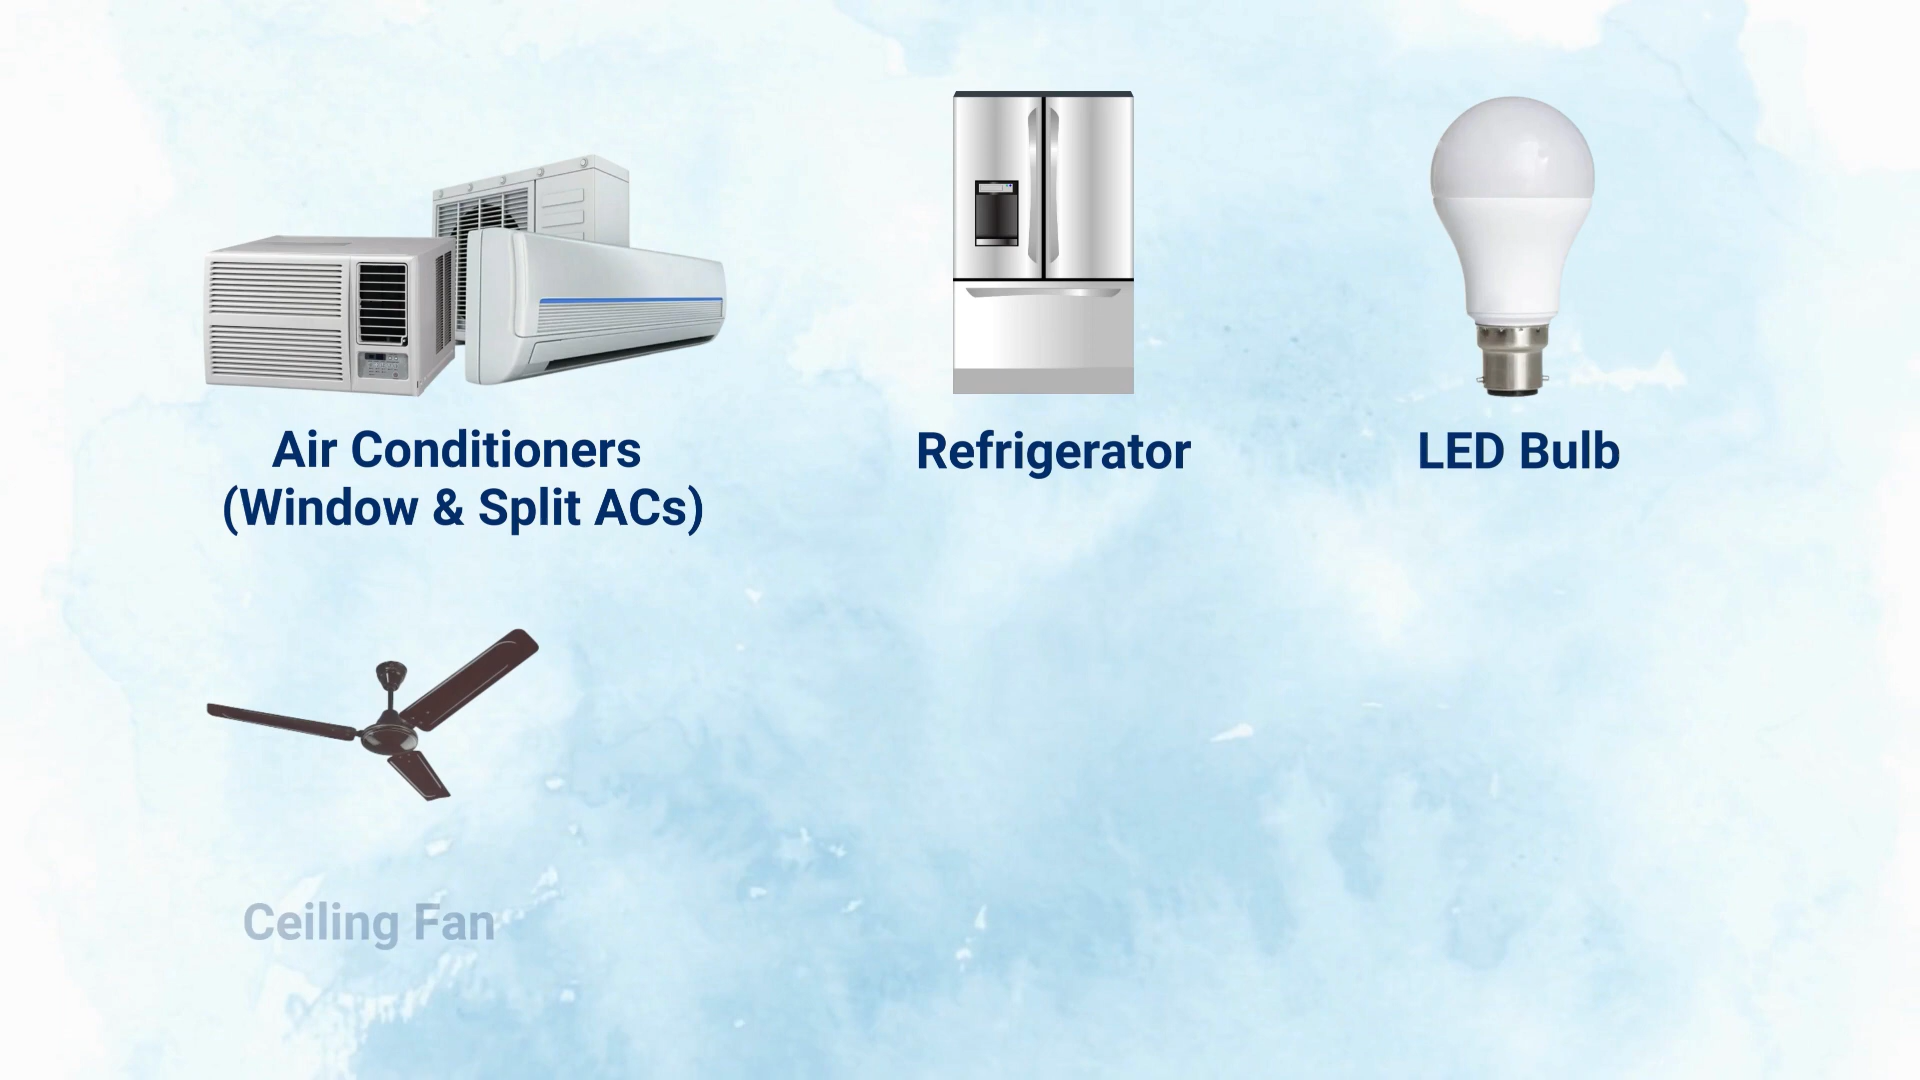 Air Conditioners
(Window & Split ACs)
Refrigerator
LED Bulb
Ceiling Fan